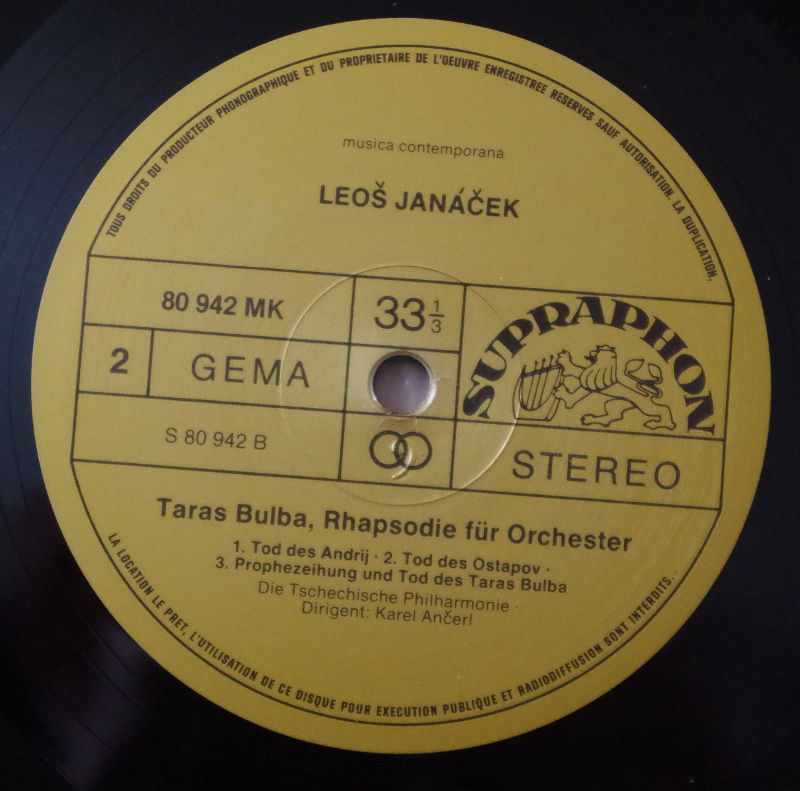 TOUS DROITS DU PRODUCTEUR PHONOGRAPHIQUE ET DU PROPRIETAIRE DE L'OEUVRE ENREGISTREE RESERVES SAUF AUTORISATION. LA DUPLICATION,
musica contemporana
LEOŠ JANÁČEK
80 942 MK
33 1/3
SUPRAPHON
2
GEMA
S 80 942 B
STEREO
Taras Bulba, Rhapsodie für Orchester
1. Tod des Andrij · 2. Tod des Ostapov ·
3. Prophezeihung und Tod des Taras Bulba
Die Tschechische Philharmonie ·
Dirigent: Karel Ančerl
LA LOCATION LE PRET, L'UTILISATION DE CE DISQUE POUR EXECUTION PUBLIQUE ET RADIODIFFUSION SONT INTERDITS.